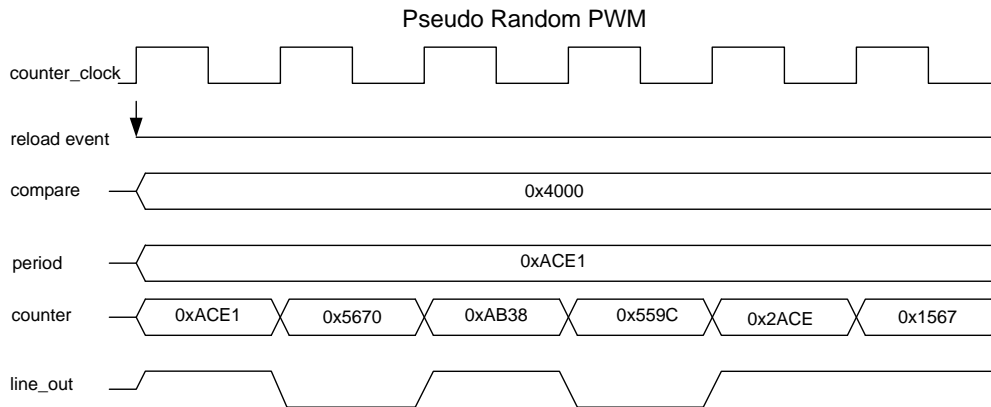 Pseudo Random PWM
counter_clock
reload event
compare
0x4000
period
0xACE1
counter
0xACE1 0x5670 0xAB38 0x559C 0x2ACE 0x1567
line_out